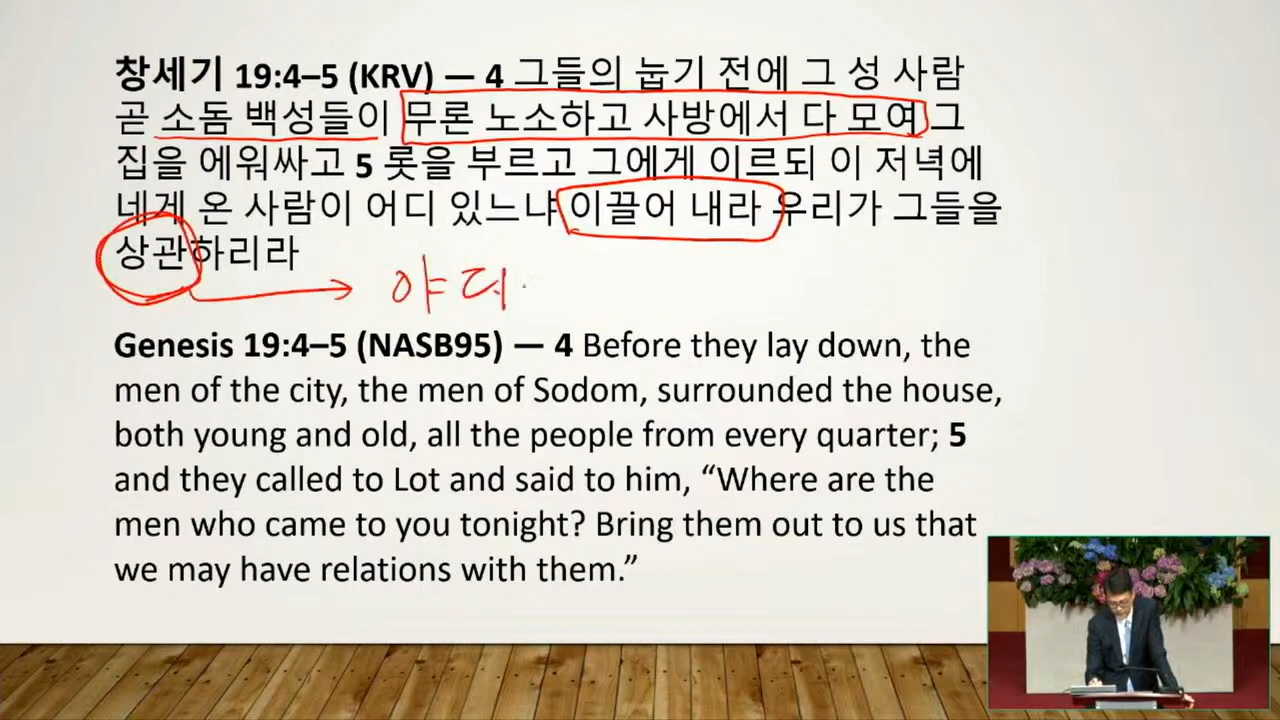 창세기 19:4–5 (KRV) — 4 그들의 눕기 전에 그 성 사람
곧 소돔 백성들이 무론 노소하고 사방에서 다 모여 그
집을 에워싸고 5 롯을 부르고 그에게 이르되 이 저녁에
네게 온 사람이 어디 있느냐 이끌어 내라 우리가 그들을
상관하리라
야다
Genesis 19:4–5 (NASB95) — 4 Before they lay down, the
men of the city, the men of Sodom, surrounded the house,
both young and old, all the people from every quarter; 5
and they called to Lot and said to him, “Where are the
men who came to you tonight? Bring them out to us that
we may have relations with them.”